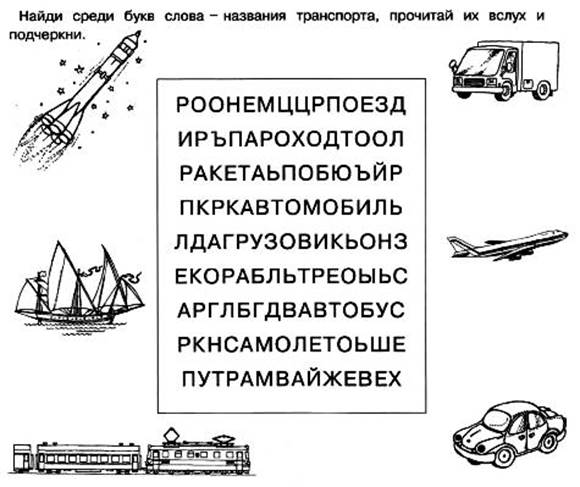 Найди среди букв слова – названия транспорта, прочитай их вслух и
подчеркни.
РООНЕМЦЦРПОЕЗД
ИРЪПАРОХОДТООЛ
РАКЕТАЬПОБЮЪЙР
ПКРКАВТОМОБИЛЬ
ЛДАГРУЗОВИКЬОНЗ
ЕКОРАБЛЬТРЕОЫЬС
АРГЛБГДВАВТОБУС
РКНСАМОЛЕТОЬШЕ
ПУТРАМВАЙЖЕВЕХ